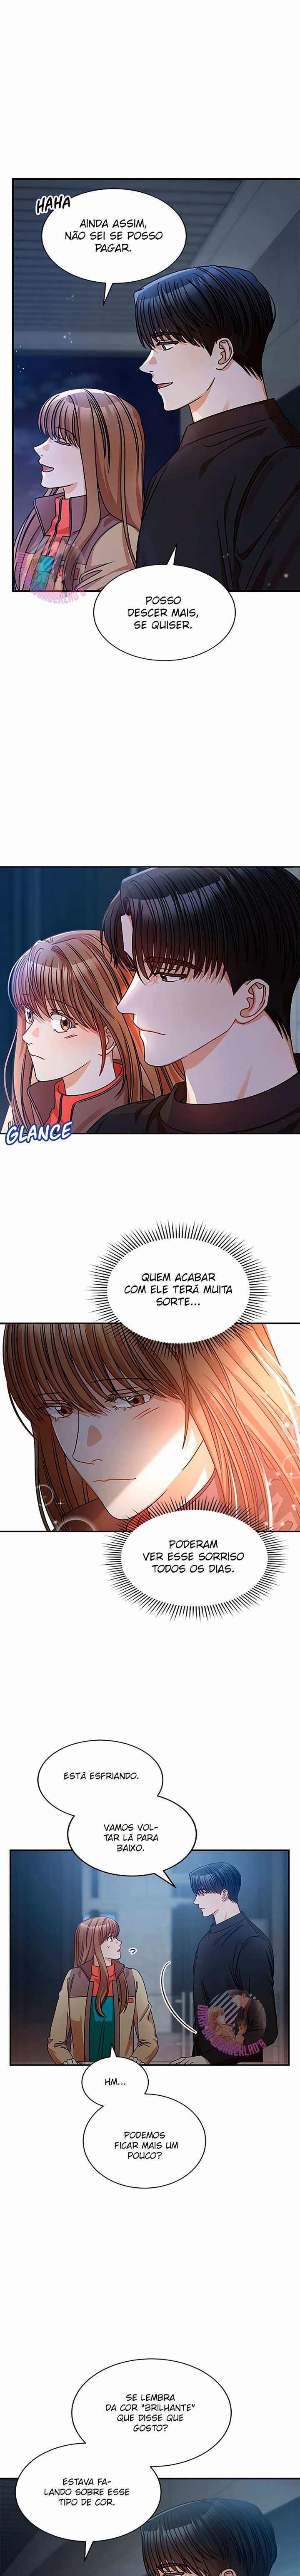 HAHA
AINDA ASSIM,
NÃO SEI SE POSSO
PAGAR.
POSSO
DESCER MAIS,
SE QUISER.
GLANCE
QUEM ACABAR
COM ELE TERÁ MUITA
SORTE...
PODERAM
VER ESSE SORRISO
TODOS OS DIAS.
ESTÁ ESFRIANDO.
VAMOS VOL-
TAR LÁ PARA
BAIXO.
HM...
PODEMOS
FICAR MAIS UM
POUCO?
SE LEMBRA
DA COR "BRILHANTE"
QUE DISSE QUE
GOSTO?
ESTAVA FA-
LANDO SOBRE ESSE
TIPO DE COR.